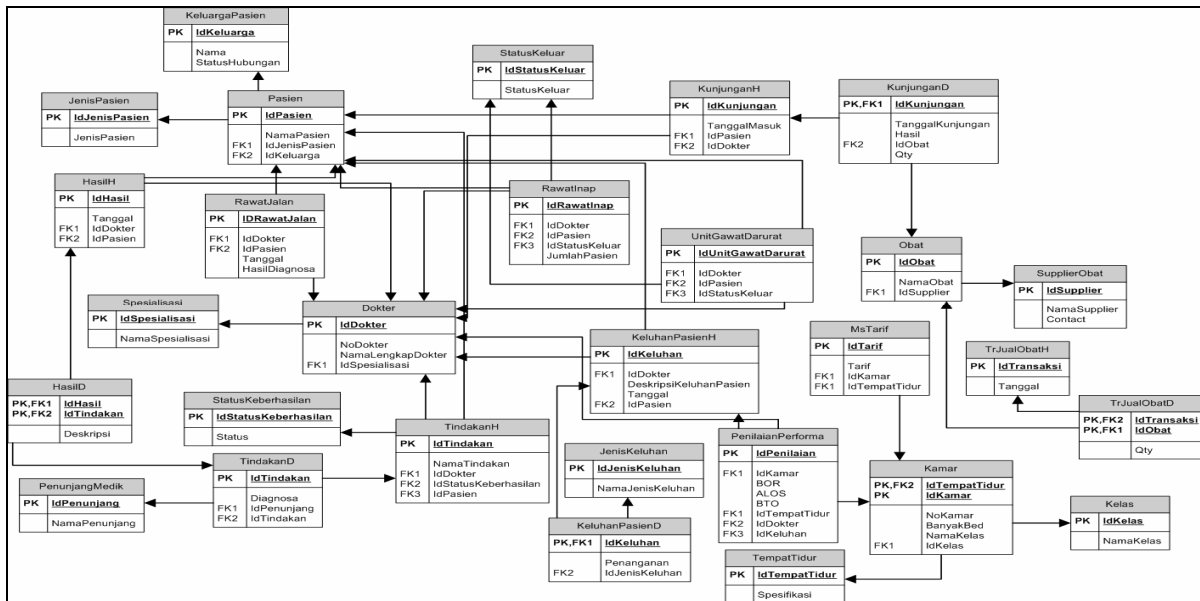 KeluargaPasien
PK IdKeluarga
Nama
StatusHubungan
StatusKeluar
PK IdStatusKeluar
StatusKeluar
JenisPasien
PK IdJenisPasien
JenisPasien
Pasien
PK IdPasien
NamaPasien
FK1 IdJenisPasien
FK2 IdKeluarga
KunjunganH
PK IdKunjungan
TanggalMasuk
FK1 IdPasien
FK2 IdDokter
KunjunganD
PK,FK1 IdKunjungan
TanggalKunjungan
Hasil
FK2 IdObat
Qty
HasilH
PK IdHasil
Tanggal
FK1 IdDokter
FK2 IdPasien
RawatJalan
PK IDRawatJalan
FK1 IdDokter
FK2 IdPasien
Tanggal
HasilDiagnosa
RawatInap
PK IdRawatInap
FK1 IdDokter
FK2 IdPasien
FK3 IdStatusKeluar
JumlahPasien
UnitGawatDarurat
PK IdUnitGawatDarurat
FK1 IdDokter
FK2 IdPasien
FK3 IdStatusKeluar
Obat
PK IdObat
NamaObat
FK1 IdSupplier
SupplierObat
PK IdSupplier
NamaSupplier
Contact
Spesialisasi
PK IdSpesialisasi
NamaSpesialisasi
Dokter
PK IdDokter
NoDokter
NamaLengkapDokter
FK1 IdSpesialisasi
KeluhanPasienH
PK IdKeluhan
FK1 IdDokter
DeskripsiKeluhanPasien
Tanggal
FK2 IdPasien
MsTarif
PK IdTarif
Tarif
FK1 IdKamar
FK1 IdTempatTidur
TrJualObatH
PK IdTransaksi
Tanggal
HasilD
PK,FK1 IdHasil
PK,FK2 IdTindakan
Deskripsi
StatusKeberhasilan
PK IdStatusKeberhasilan
Status
TindakanH
PK IdTindakan
NamaTindakan
FK1 IdDokter
FK2 IdStatusKeberhasilan
FK3 IdPasien
TrJualObatD
PK,FK2 IdTransaksi
PK,FK1 IdObat
Qty
PenilaianPerforma
PK IdPenilaian
FK1 IdKamar
BOR
ALOS
BTO
FK1 IdTempatTidur
FK2 IdDokter
FK3 IdKeluhan
JenisKeluhan
PK IdJenisKeluhan
NamaJenisKeluhan
TindakanD
PK IdTindakan
Diagnosa
FK1 IdPenunjang
FK2 IdTindakan
PenunjangMedik
PK IdPenunjang
NamaPenunjang
Kamar
PK,FK2 IdTempatTidur
PK IdKamar
NoKamar
BanyakBed
NamaKelas
FK1 IdKelas
Kelas
PK IdKelas
NamaKelas
KeluhanPasienD
PK,FK1 IdKeluhan
Penanganan
FK2 IdJenisKeluhan
TempatTidur
PK IdTempatTidur
Spesifikasi